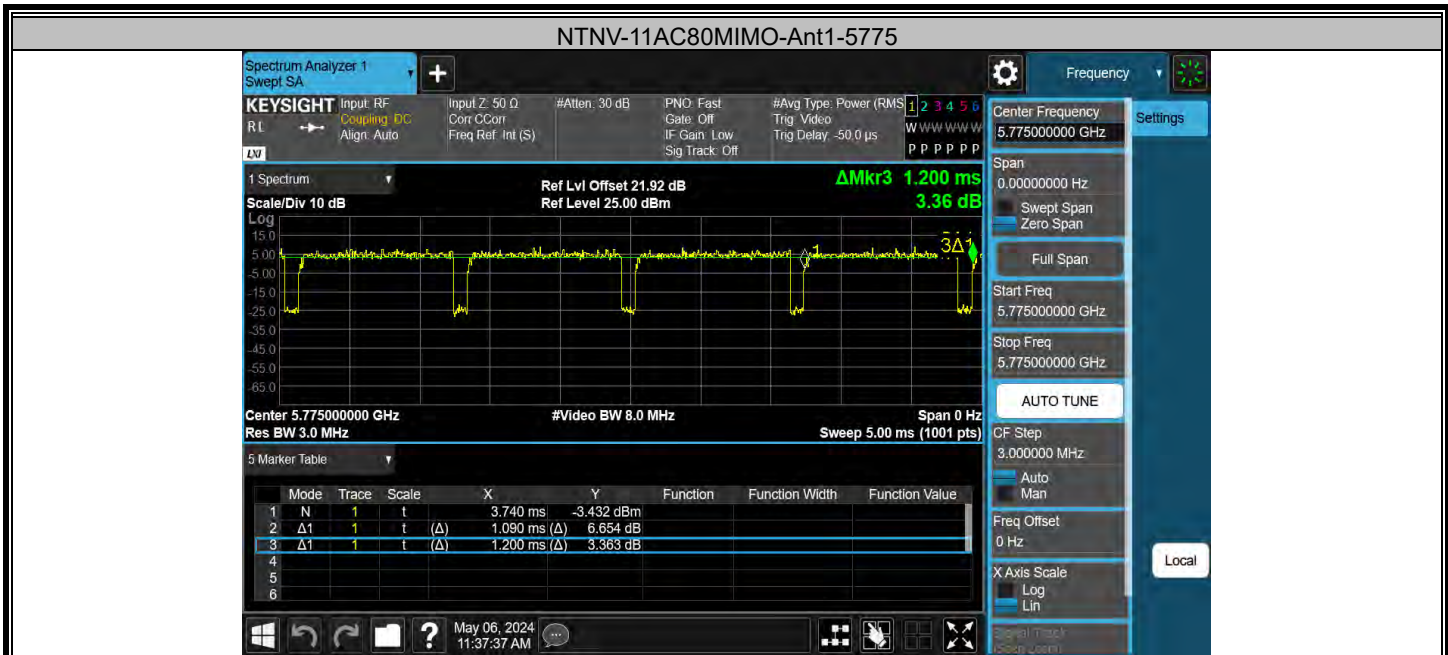 NTNV-11AC80MIMO-Ant1-5775
Spectrum Analyzer 1
Swept SA
Frequency
KEYSIGHT
RL
LXI
Input: RF
Coupling: DC
Align: Auto
Input Z: 50 Ω
Corr CCorr
Freq Ref: Int (S)
#Atten: 30 dB
PNO: Fast
Gate: Off
IF Gain: Low
Sig Track: Off
#Avg Type: Power (RMS
Trig: Video
Trig Delay: -50.0 µs
1 2 3 4 5 6
W W W W W W
P P P P P P
1 Spectrum
Scale/Div 10 dB
Ref Lvl Offset 21.92 dB
Ref Level 25.00 dBm
ΔMkr3 1.200 ms
3.36 dB
Log
15.0
5.00
-5.00
-15.0
-25.0
-35.0
-45.0
-55.0
-65.0
1
3Δ1
Center 5.775000000 GHz
#Video BW 8.0 MHz
Span 0 Hz
Res BW 3.0 MHz
Sweep 5.00 ms (1001 pts)
5 Marker Table
Mode Trace Scale X Y Function Function Width Function Value
1 N 1 t 3.740 ms -3.432 dBm
2 Δ1 1 t (Δ) 1.090 ms (Δ) 6.654 dB
3 Δ1 1 t (Δ) 1.200 ms (Δ) 3.363 dB
4
5
6
May 06, 2024
11:37:37 AM
Center Frequency
5.775000000 GHz
Settings
Span
0.00000000 Hz
Swept Span
Zero Span
Full Span
Start Freq
5.775000000 GHz
Stop Freq
5.775000000 GHz
AUTO TUNE
CF Step
3.000000 MHz
Auto
Man
Freq Offset
0 Hz
X Axis Scale
Log
Lin
Signal Track
(Span Zoom)
Local